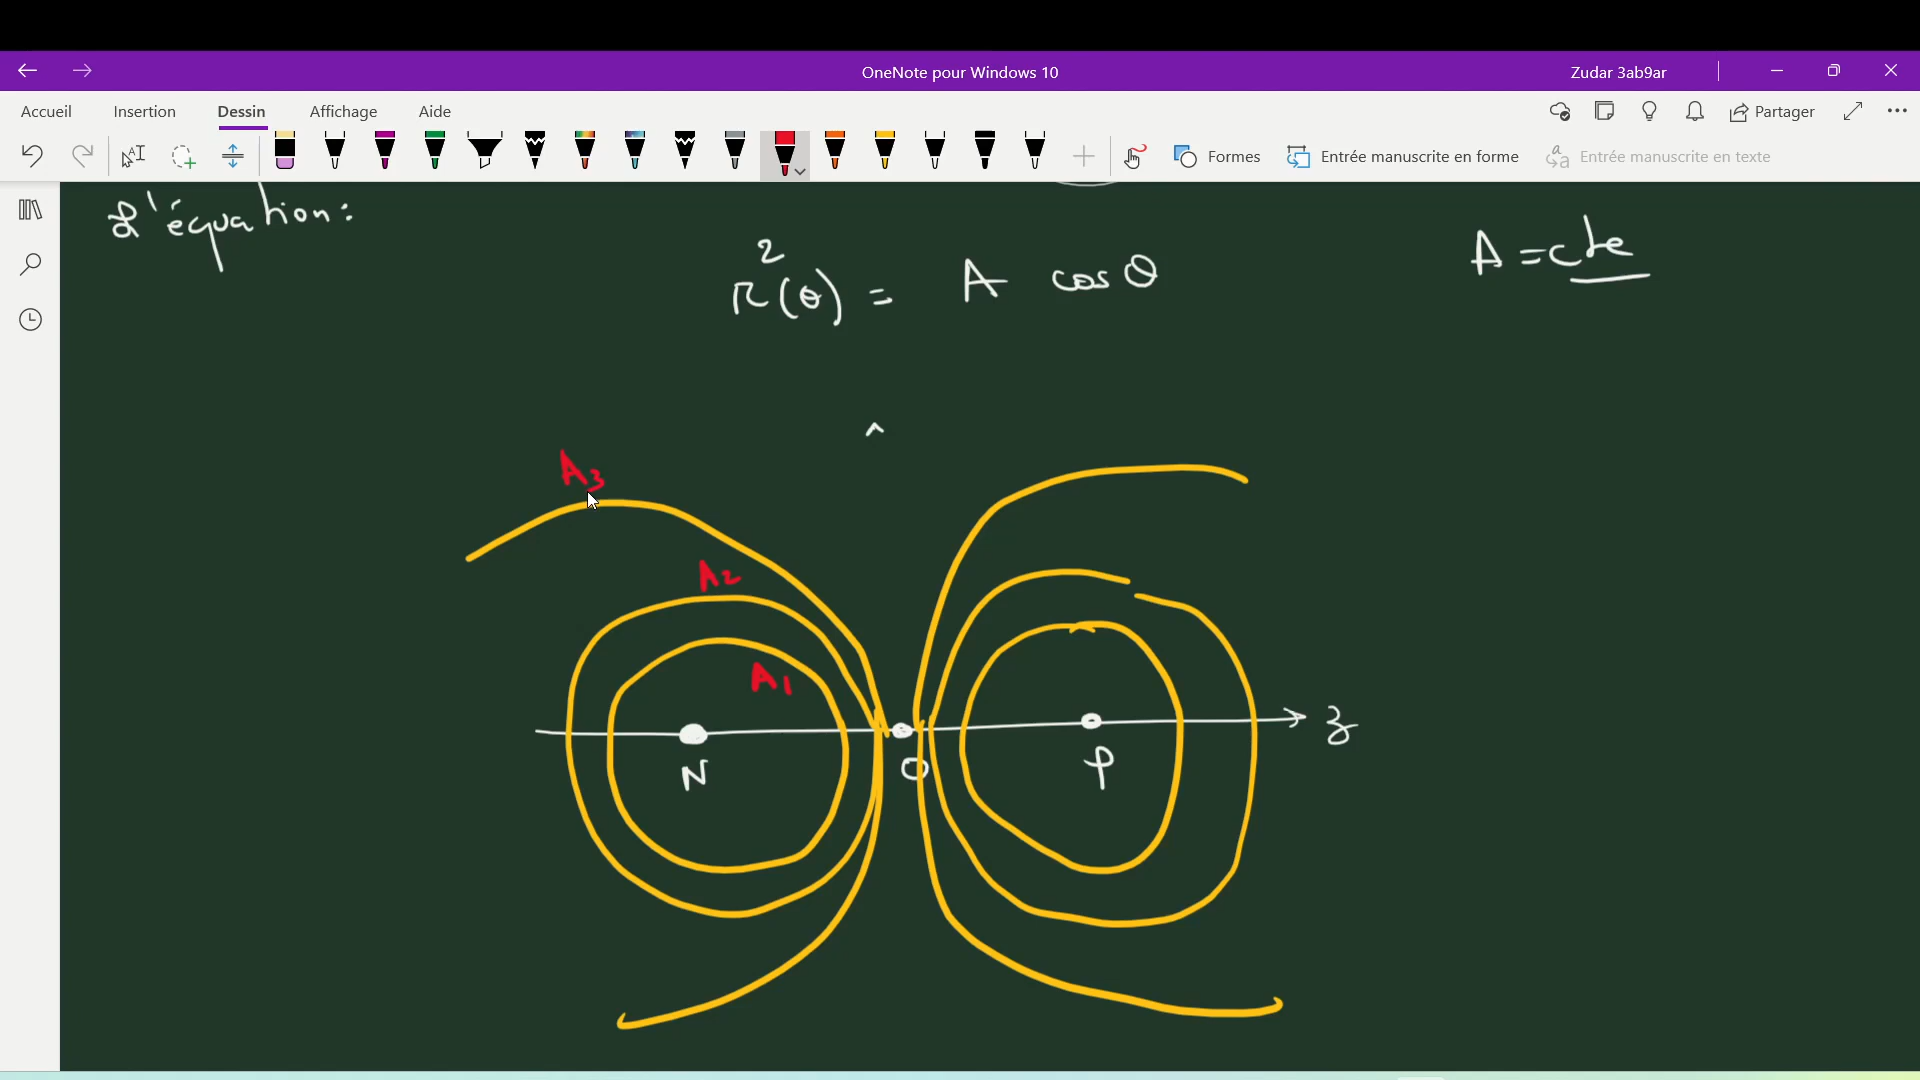 OneNote pour Windows 10
Zudar 3ab9ar
Accueil Insertion Dessin Affichage Aide
Partager
Formes
Entrée manuscrite en forme
Entrée manuscrite en texte
L'équation:
r²(θ) = A cos θ
A = cte
A3
A2
A1
N
O
P
z